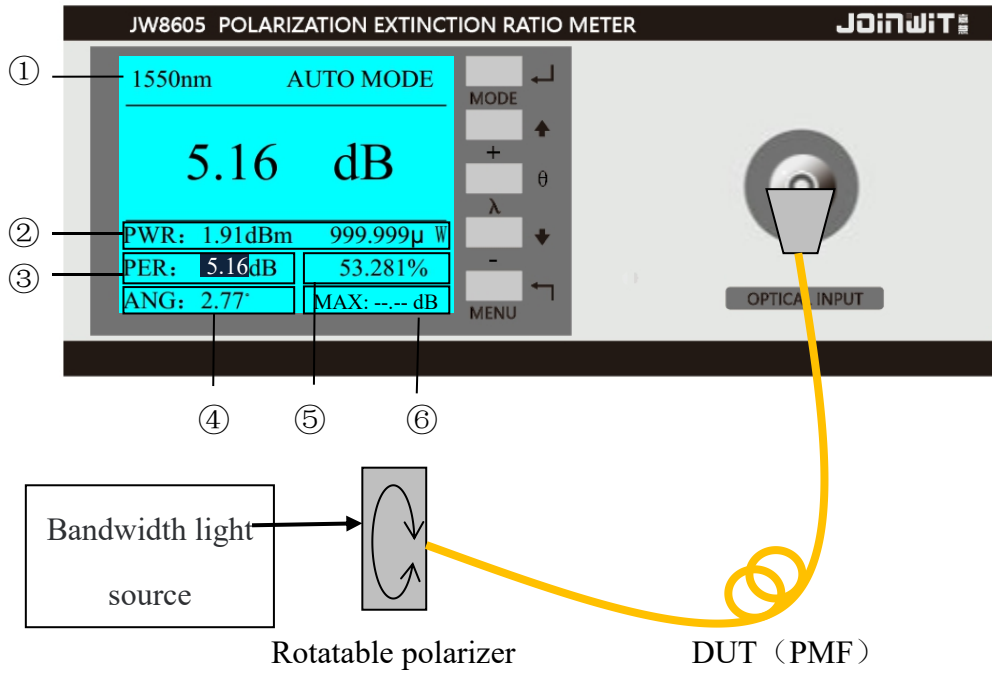 JW8605 POLARIZATION EXTINCTION RATIO METER
JOINWIT
① 1550nm AUTO MODE
MODE
5.16 dB
+
θ
λ
② PWR: 1.91dBm 999.999μ W
-
③ PER: 5.16dB 53.281%
ANG: 2.77° MAX: --.-- dB
MENU
OPTICAL INPUT
④ ⑤ ⑥
Bandwidth light
source
Rotatable polarizer
DUT（PMF）